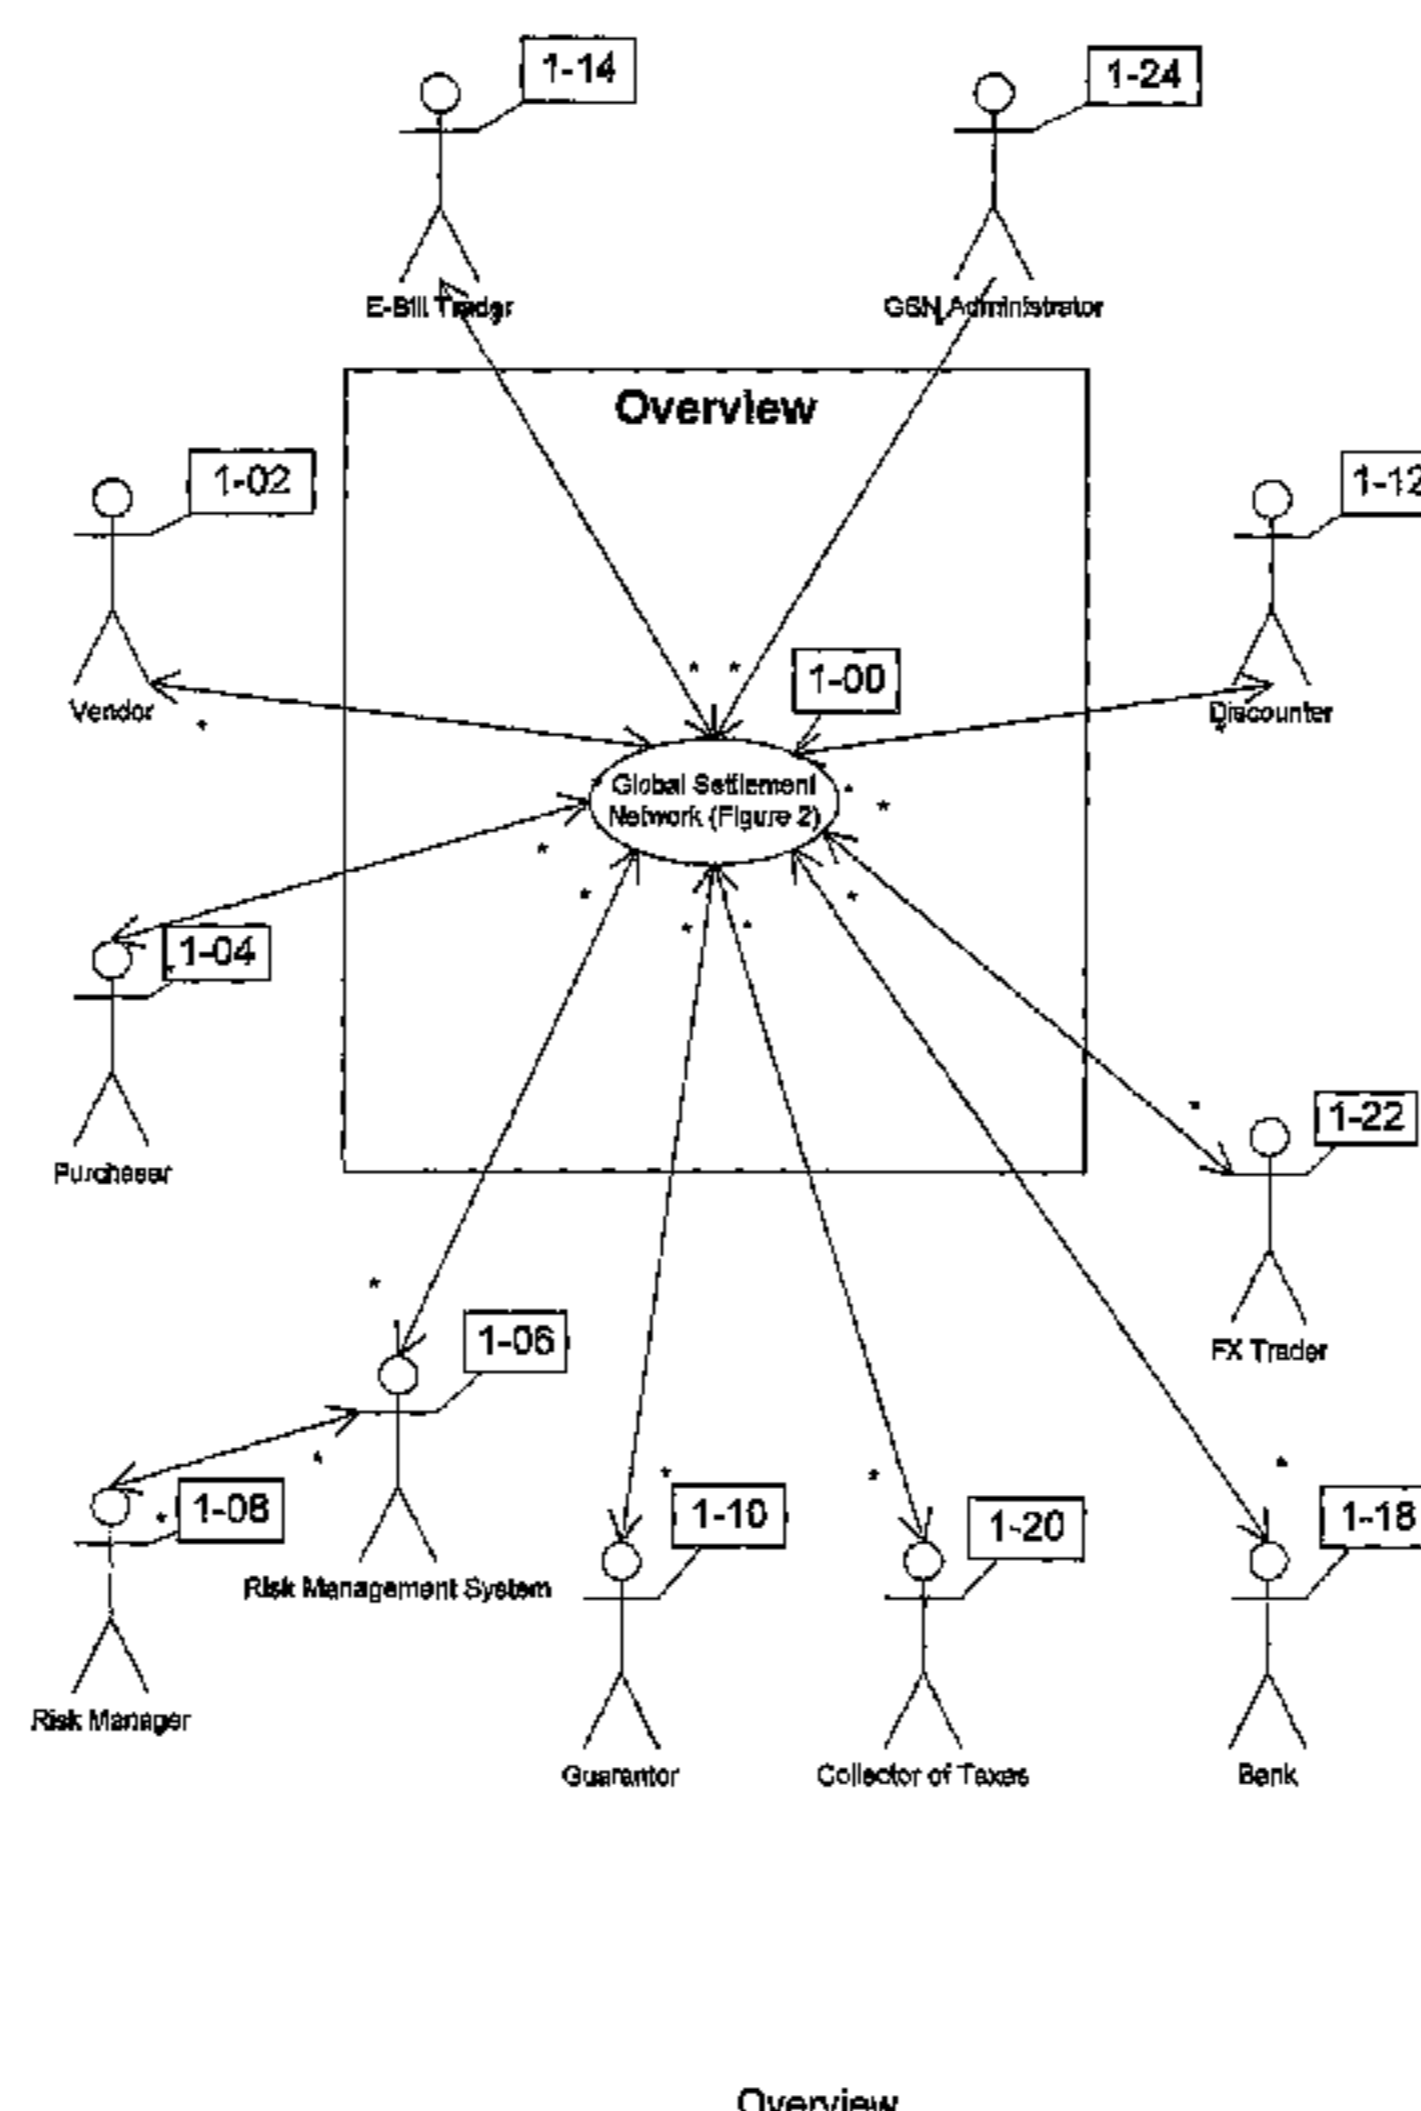 1-14
1-24
E-Bill Trader
GSN Administrator
Overview
1-02
1-12
Vendor
Discounter
1-00
Global Settlement
Network (Figure 2)
1-04
Purchaser
1-22
FX Trader
1-06
1-08
Risk Management System
1-10
1-20
1-18
Risk Manager
Guarantor
Collector of Taxes
Bank
Overview